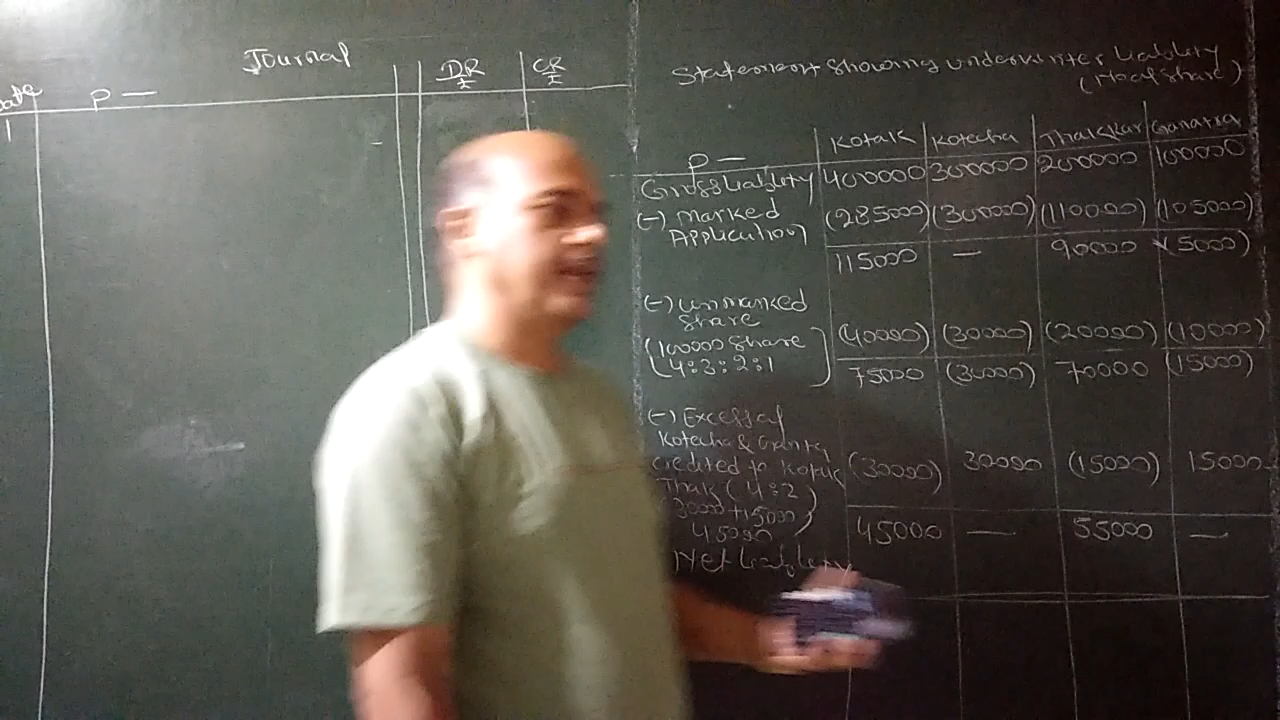 Journal
DR
₹
CR
₹
Date
P —
1
Statement Showing underwriter liability
(No of Share)
P — Kotak Kotecha Thakkar Ganatra
Gross liability 400000 300000 200000 100000
(-) Marked
Application (285000) (300000) (110000) (105000)
115000 — 90000 (5000)
(-) unmarked
Share
(100000 Share (40000) (30000) (20000) (10000)
4:3:2:1) 75000 (30000) 70000 (15000)
(-) Excess of
Kotecha & Ganatra
credited to Kotak (30000) 30000 (15000) 15000
Thak (4:2)
30000 + 15000
45000 45000 — 55000 —
Net liability